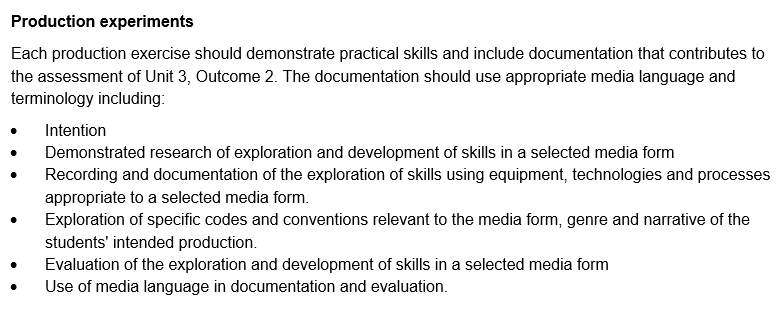 Production experiments
Each production exercise should demonstrate practical skills and include documentation that contributes to
the assessment of Unit 3, Outcome 2. The documentation should use appropriate media language and
terminology including:
• Intention
• Demonstrated research of exploration and development of skills in a selected media form
• Recording and documentation of the exploration of skills using equipment, technologies and processes
appropriate to a selected media form.
• Exploration of specific codes and conventions relevant to the media form, genre and narrative of the
students' intended production.
• Evaluation of the exploration and development of skills in a selected media form
• Use of media language in documentation and evaluation.